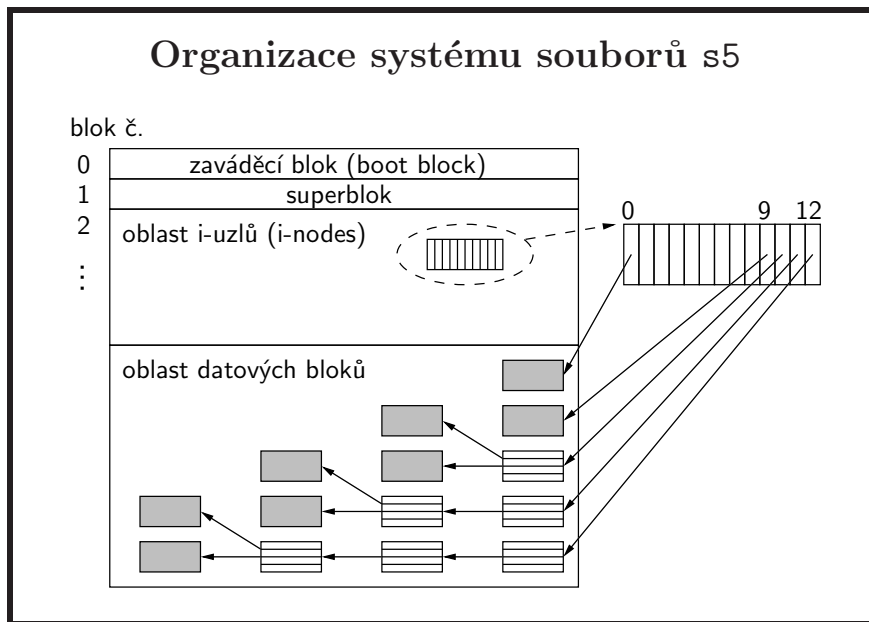 Organizace systému souborů s5
blok č.
0 zaváděcí blok (boot block)
1 superblok
2 oblast i-uzlů (i-nodes)
⋮
0 9 12
oblast datových bloků